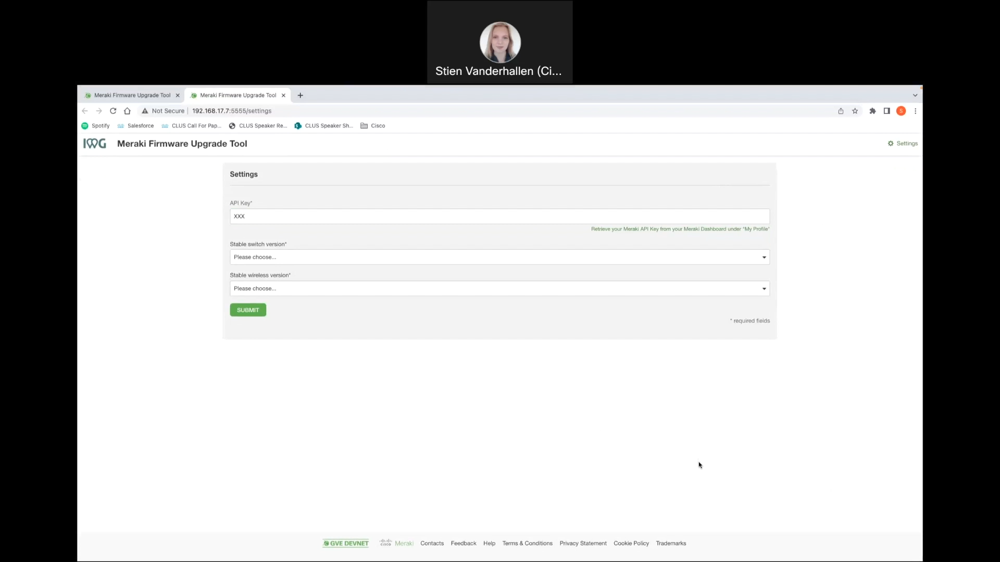 Stien Vanderhallen (Ci...
Meraki Firmware Upgrade Tool
Meraki Firmware Upgrade Tool
Not Secure 192.168.17.7:5555/settings
S
Spotify Salesforce CLUS Call For Pap... CLUS Speaker Re... CLUS Speaker Sh... Cisco
IWG Meraki Firmware Upgrade Tool Settings
Settings
API Key*
XXX
Retrieve your Meraki API Key from your Meraki Dashboard under "My Profile"
Stable switch version*
Please choose...
Stable wireless version*
Please choose...
SUBMIT
* required fields
GVE DEVNET cisco Meraki Contacts Feedback Help Terms & Conditions Privacy Statement Cookie Policy Trademarks